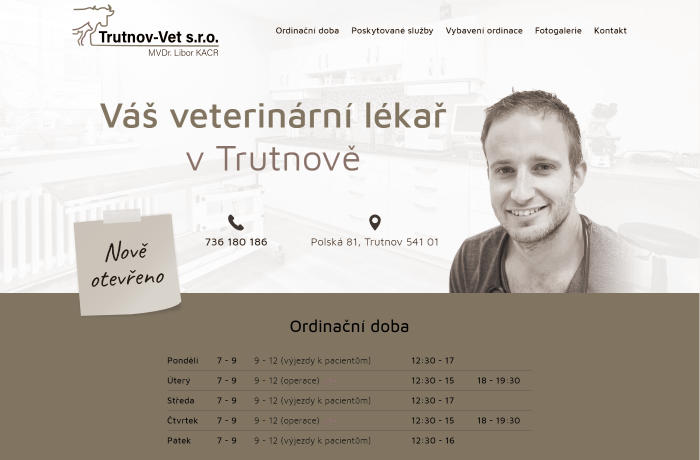 Trutnov-Vet s.r.o.
MVDr. Libor KACR
Ordinační doba Poskytované služby Vybavení ordinace Fotogalerie Kontakt
Váš veterinární lékař
v Trutnově
736 180 186
Polská 81, Trutnov 541 01
Nově
otevřeno
Ordinační doba
Pondělí 7 - 9 9 - 12 (výjezdy k pacientům) 12:30 - 17
Úterý 7 - 9 9 - 12 (operace) 12:30 - 15 18 - 19:30
Středa 7 - 9 9 - 12 (výjezdy k pacientům) 12:30 - 17
Čtvrtek 7 - 9 9 - 12 (operace) 12:30 - 15 18 - 19:30
Pátek 7 - 9 9 - 12 (výjezdy k pacientům) 12:30 - 16